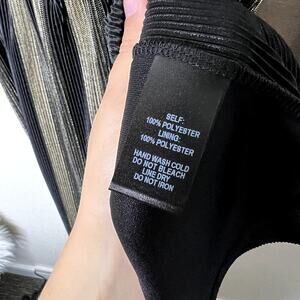 SELF:
100% POLYESTER
LINING:
100% POLYESTER
HAND WASH COLD
DO NOT BLEACH
LINE DRY
DO NOT IRON